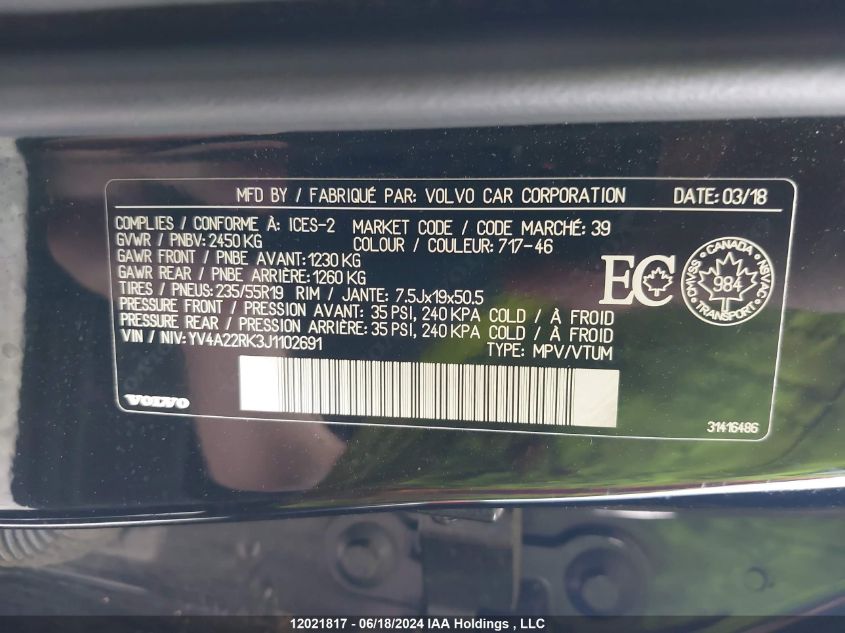 MFD BY / FABRIQUÉ PAR: VOLVO CAR CORPORATION DATE: 03/18
COMPLIES / CONFORME À: ICES-2 MARKET CODE / CODE MARCHÉ: 39
GVWR / PNBV: 2450 KG COLOUR / COULEUR: 717-46
GAWR FRONT / PNBE AVANT: 1230 KG
GAWR REAR / PNBE ARRIÈRE: 1260 KG
TIRES / PNEUS: 235/55R19 RIM / JANTE: 7.5Jx19x50.5
PRESSURE FRONT / PRESSION AVANT: 35 PSI, 240 KPA COLD / À FROID
PRESSURE REAR / PRESSION ARRIÈRE: 35 PSI, 240 KPA COLD / À FROID
VIN / NIV: YV4A22RK3J1102691 TYPE: MPV/VTUM
EC
CANADA
CMVSS NSVAC
984
TRANSPORT
VOLVO
31416486
12021817 - 06/18/2024 IAA Holdings , LLC